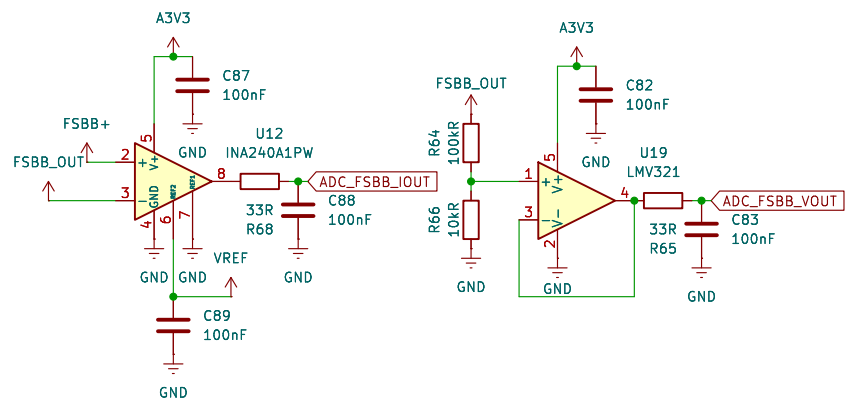 A3V3
C87
100nF
GND
FSBB+
FSBB_OUT
U12
INA240A1PW
5
2
3
8
+
-
V+
GND
REF2
REF1
4
6
7
33R
R68
ADC_FSBB_IOUT
C88
100nF
GND
GND
GND
VREF
C89
100nF
GND
A3V3
FSBB_OUT
C82
100nF
GND
R64
100kR
R66
10kR
GND
U19
LMV321
5
1
3
4
2
+
-
V+
V-
GND
33R
R65
ADC_FSBB_VOUT
C83
100nF
GND